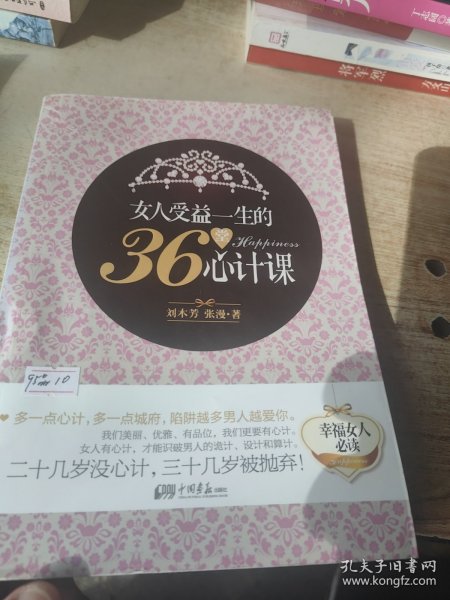 女人受益一生的
36
Happiness
心计课
刘木芳 张漫·著
10
多一点心计，多一点城府，陷阱越多男人越爱你。
我们美丽、优雅、有品位，我们更要有心计。
女人有心计，才能识破男人的诡计、设计和算计。
二十几岁没心计，三十几岁被抛弃！
幸福女人
必读
中国画报出版社
孔夫子旧书网
www.kongfz.com